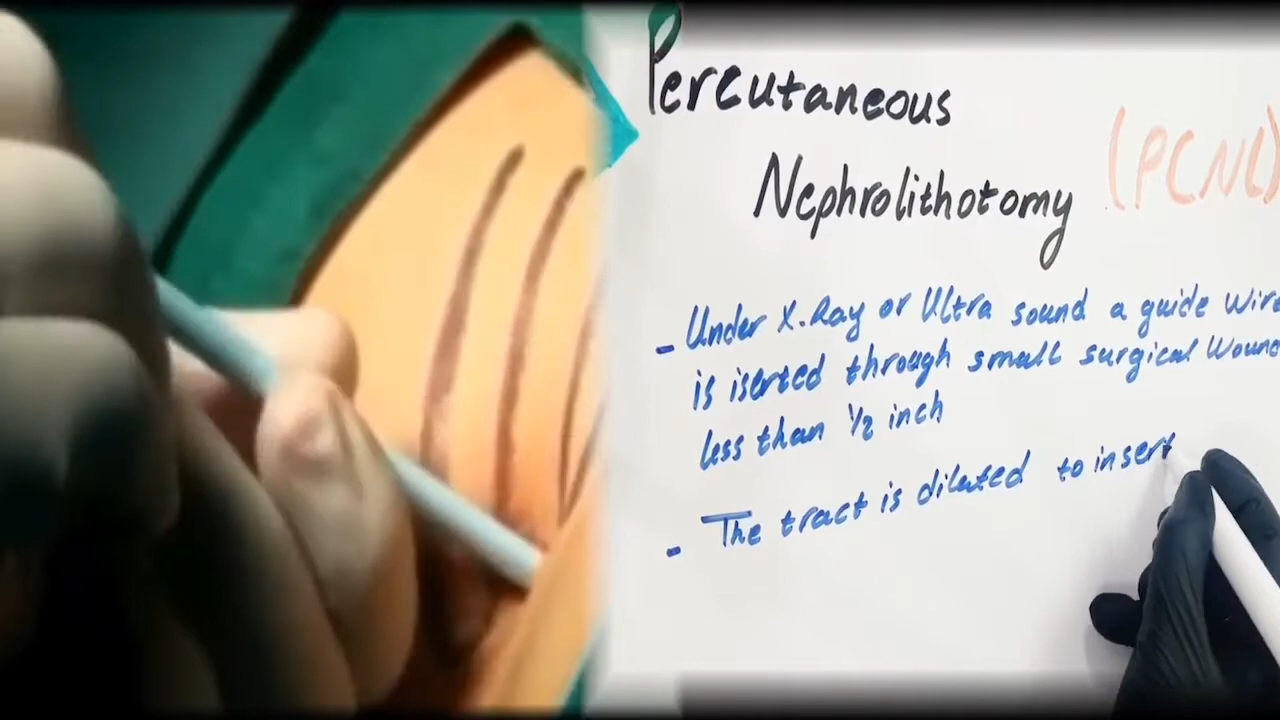 Percutaneous
Nephrolithotomy (PCNL)
- Under X.Ray or Ultra sound a guide wire
is iserted through small surgical Wound
less than 1/2 inch
- The tract is dilated to insert